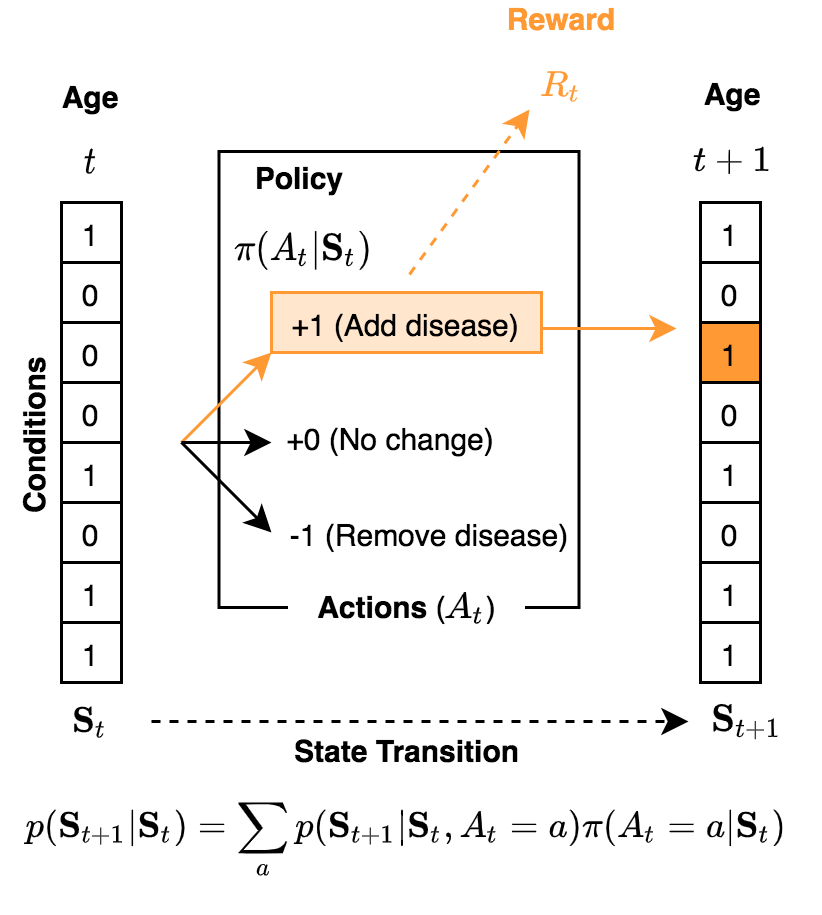 Reward
R_t
Age
Age
t
t + 1
Policy
π(A_t|S_t)
+1 (Add disease)
+0 (No change)
-1 (Remove disease)
Actions (A_t)
Conditions
1
0
0
0
1
0
1
1
1
0
1
0
1
0
1
1
S_t
S_{t+1}
State Transition
p(S_{t+1}|S_t) = ∑_a p(S_{t+1}|S_t, A_t = a)π(A_t = a|S_t)